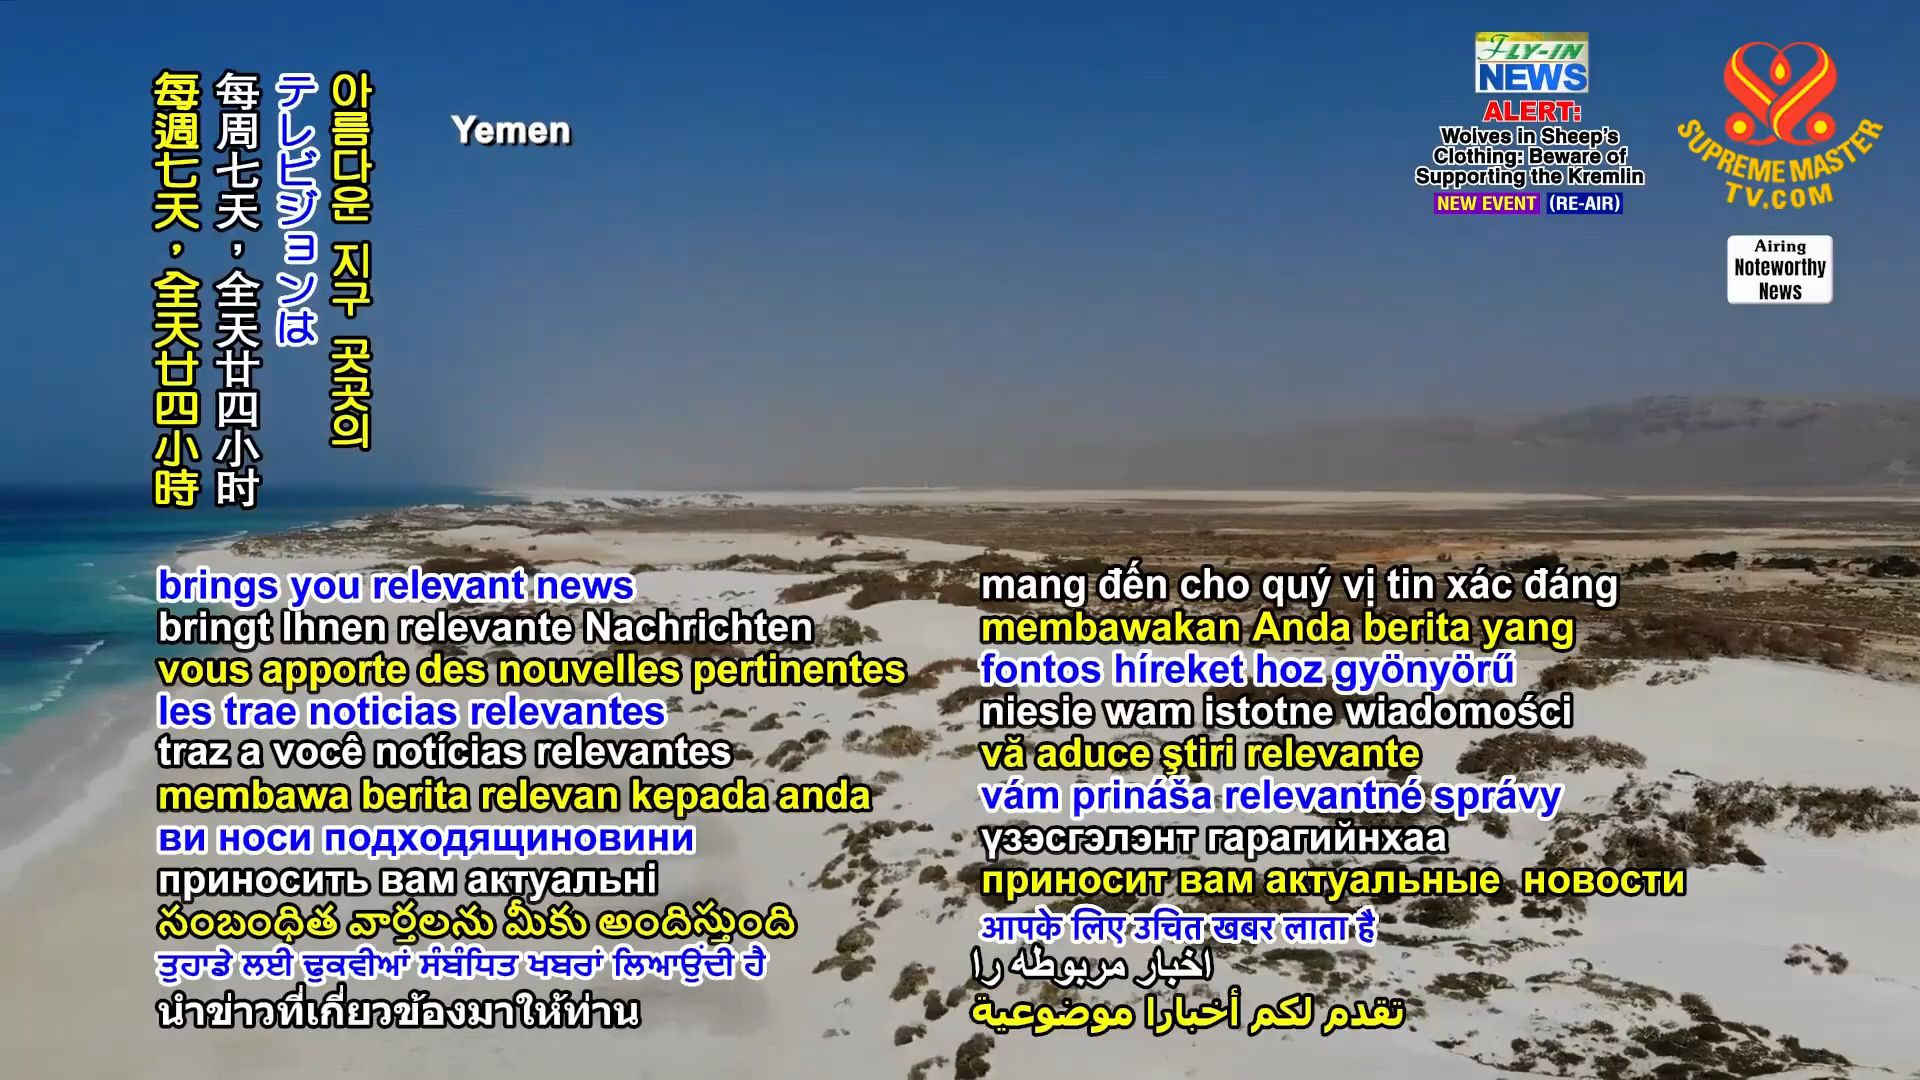 每週七天，全天廿四小時
每周七天，全天廿四小时
テレビジョンは
아름다운 지구 곳곳의
Yemen
FLY-IN
NEWS
ALERT:
Wolves in Sheep's
Clothing: Beware of
Supporting the Kremlin
NEW EVENT (RE-AIR)
SUPREME MASTER
TV.COM
Airing
Noteworthy
News
brings you relevant news
bringt Ihnen relevante Nachrichten
vous apporte des nouvelles pertinentes
les trae noticias relevantes
traz a você notícias relevantes
membawa berita relevan kepada anda
ви носи подходящиновини
приносить вам актуальні
సంబంధిత వార్తలను మీకు అందిస్తుంది
ਤੁਹਾਡੇ ਲਈ ਢੁਕਵੀਆਂ ਸੰਬੰਧਿਤ ਖਬਰਾਂ ਲਿਆਉਂਦੀ ਹੈ
นำข่าวที่เกี่ยวข้องมาให้ท่าน
mang đến cho quý vị tin xác đáng
membawakan Anda berita yang
fontos híreket hoz gyönyörű
niesie wam istotne wiadomości
vă aduce ştiri relevante
vám prináša relevantné správy
үзэсгэлэнт гарагийнхаа
приносит вам актуальные новости
आपके लिए उचित खबर लाता है
اخبار مربوطه را
تقدم لكم أخبارا موضوعية